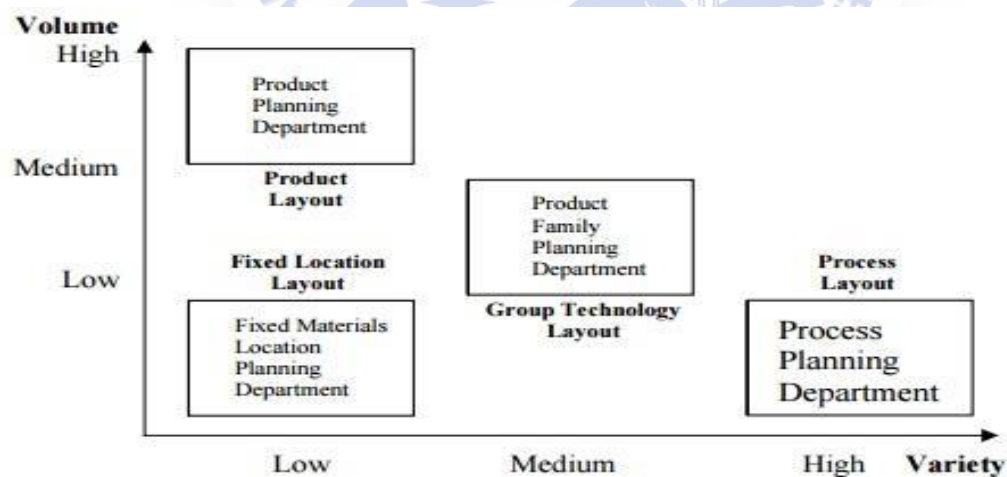 Volume
High
Product
Planning
Department
Medium
Product
Layout
Product
Family
Planning
Department
Fixed Location
Layout
Process
Layout
Low
Group Technology
Layout
Fixed Materials
Location
Planning
Department
Process
Planning
Department
Low
Medium
High
Variety